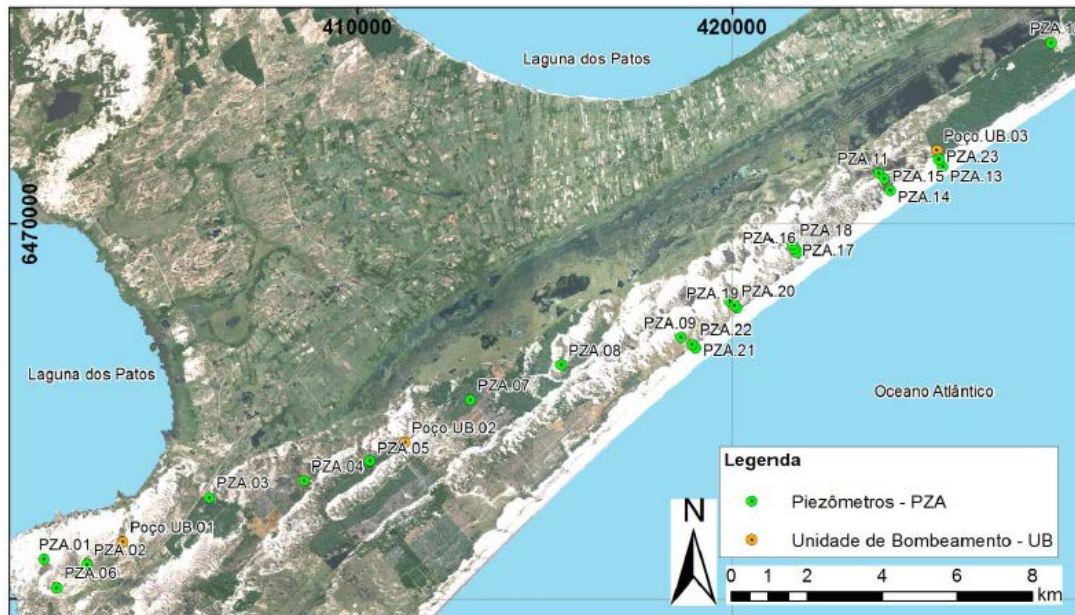 410000
420000
Laguna dos Patos
Poço.UB.03
PZA.11
PZA.23
PZA.15
PZA.13
PZA.14
6470000
PZA.18
PZA.16
PZA.17
PZA.19
PZA.20
PZA.09
PZA.22
PZA.21
PZA.08
Laguna dos Patos
Oceano Atlântico
PZA.07
Poço.UB.02
PZA.05
PZA.04
PZA.03
Poço.UB.01
PZA.01
PZA.02
PZA.06
Legenda
Piezômetros - PZA
Unidade de Bombeamento - UB
N
0 1 2 4 6 8
km